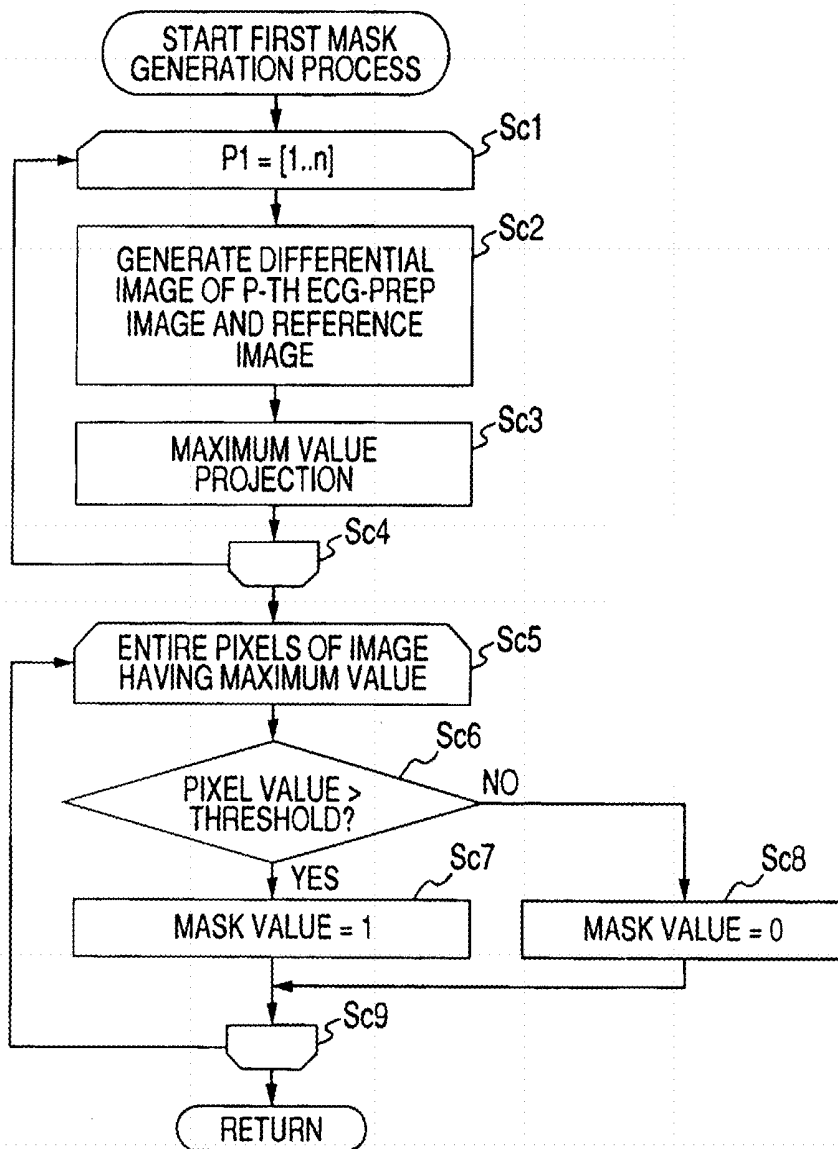 START FIRST MASK
GENERATION PROCESS
Sc1
P1 = [1..n]
Sc2
GENERATE DIFFERENTIAL
IMAGE OF P-TH ECG-PREP
IMAGE AND REFERENCE
IMAGE
Sc3
MAXIMUM VALUE
PROJECTION
Sc4
ENTIRE PIXELS OF IMAGE
HAVING MAXIMUM VALUE
Sc5
Sc6
PIXEL VALUE >
THRESHOLD?
NO
YES
Sc7
MASK VALUE = 1
Sc8
MASK VALUE = 0
Sc9
RETURN